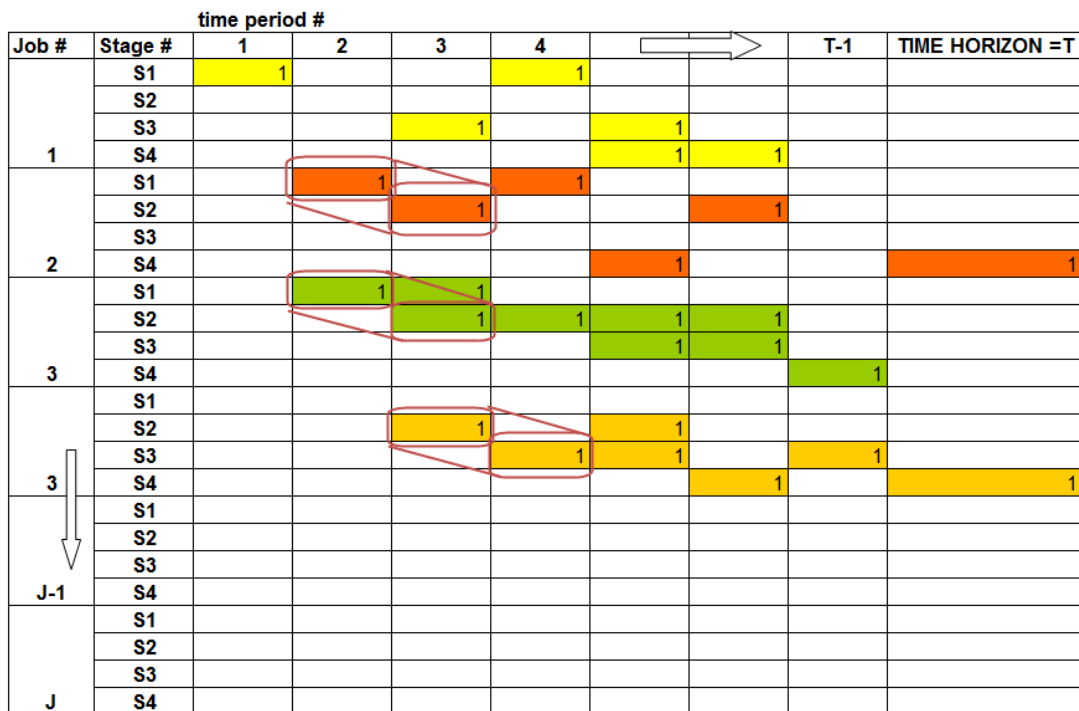 time period #
Job # Stage # 1 2 3 4 T-1 TIME HORIZON =T
S1 1 1
S2
S3 1 1
1 S4 1 1
S1 1 1
S2 1 1
S3
2 S4 1 1
S1 1 1
S2 1 1 1 1
S3 1 1
3 S4 1
S1
S2 1 1
S3 1 1 1
3 S4 1 1
S1
S2
S3
J-1 S4
S1
S2
S3
J S4